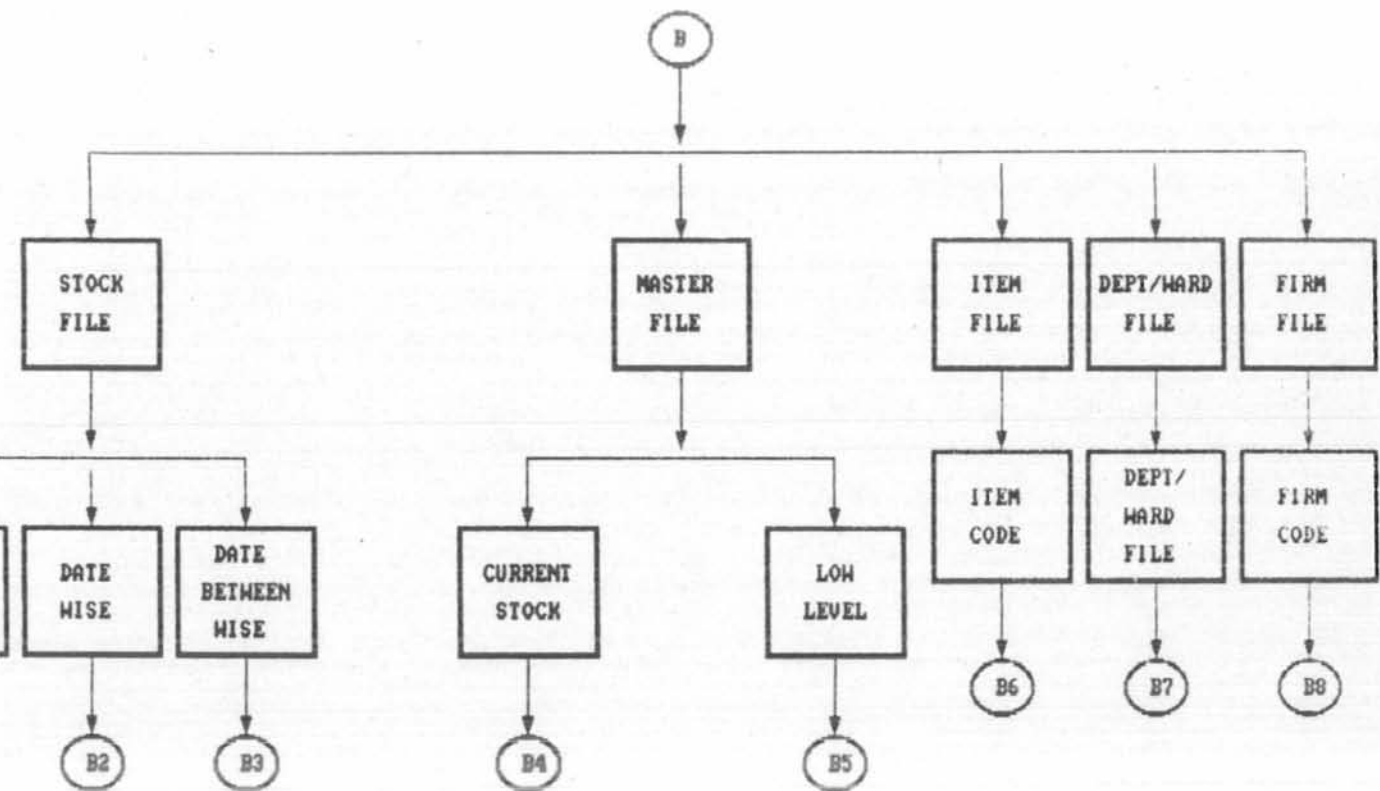 B
STOCK
FILE
MASTER
FILE
ITEM
FILE
DEPT/WARD
FILE
FIRM
FILE
DATE
WISE
DATE
BETWEEN
WISE
CURRENT
STOCK
LOW
LEVEL
ITEM
CODE
DEPT/
WARD
FILE
FIRM
CODE
B2
B3
B4
B5
B6
B7
B8